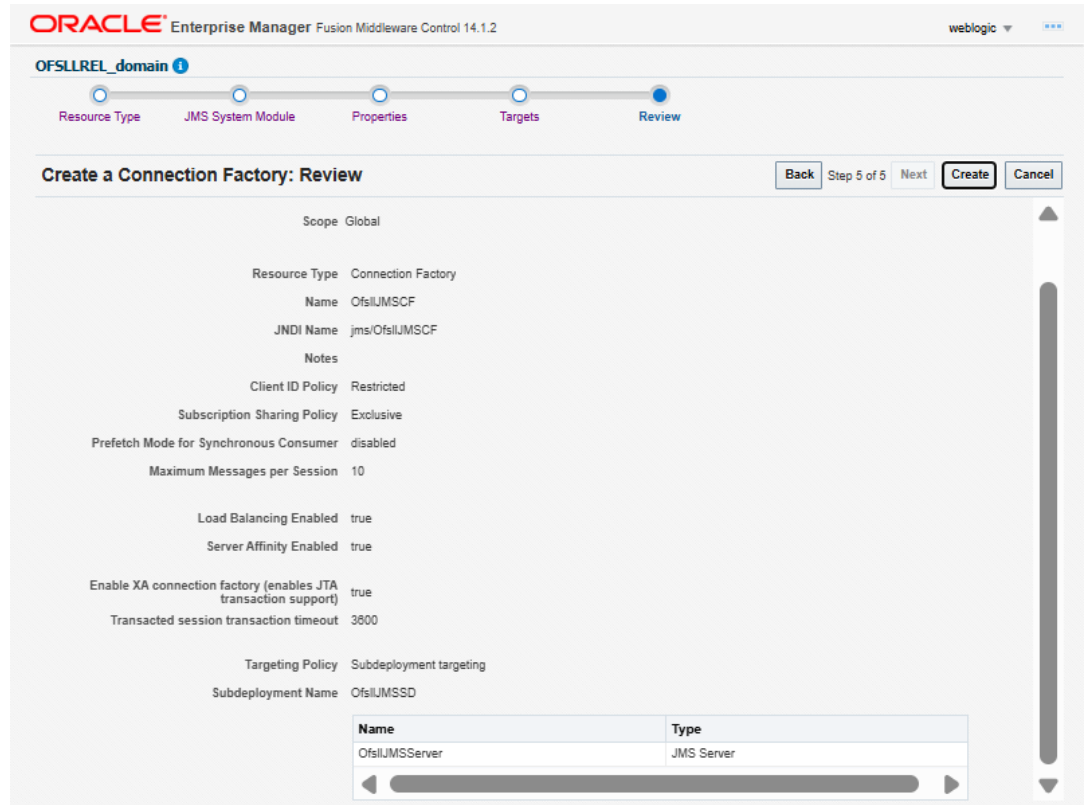 ORACLE Enterprise Manager Fusion Middleware Control 14.1.2 weblogic
OFSLLREL_domain
Resource Type JMS System Module Properties Targets Review
Create a Connection Factory: Review Back Step 5 of 5 Next Create Cancel
Scope Global
Resource Type Connection Factory
Name OfsllJMSCF
JNDI Name jms/OfsllJMSCF
Notes
Client ID Policy Restricted
Subscription Sharing Policy Exclusive
Prefetch Mode for Synchronous Consumer disabled
Maximum Messages per Session 10
Load Balancing Enabled true
Server Affinity Enabled true
Enable XA connection factory (enables JTA
transaction support) true
Transacted session transaction timeout 3600
Targeting Policy Subdeployment targeting
Subdeployment Name OfsllJMSSD
Name Type
OfsllJMSServer JMS Server